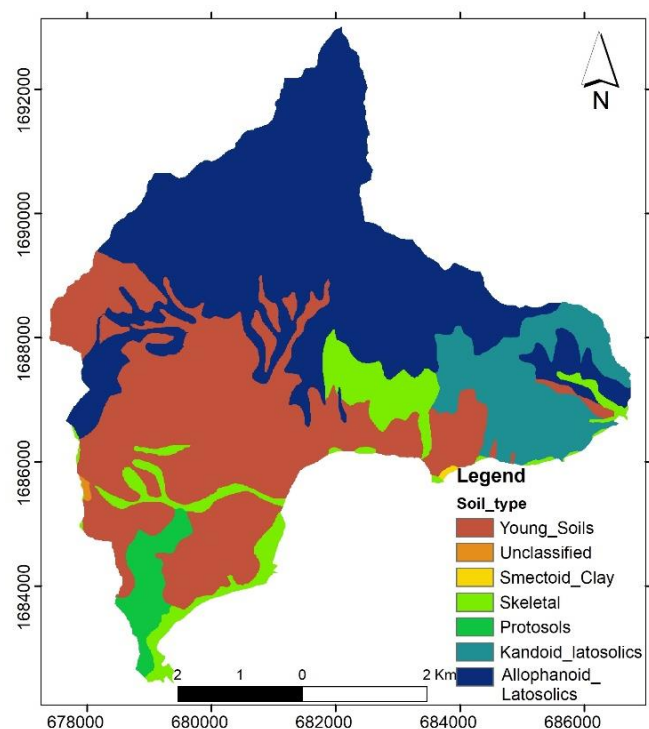 N
1692000
1690000
1688000
1686000
1684000
Legend
Soil_type
Young_Soils
Unclassified
Smectoid_Clay
Skeletal
Protosols
Kandoid_latosolics
Allophanoid_
Latosolics
2 1 0 2 Km
678000 680000 682000 684000 686000